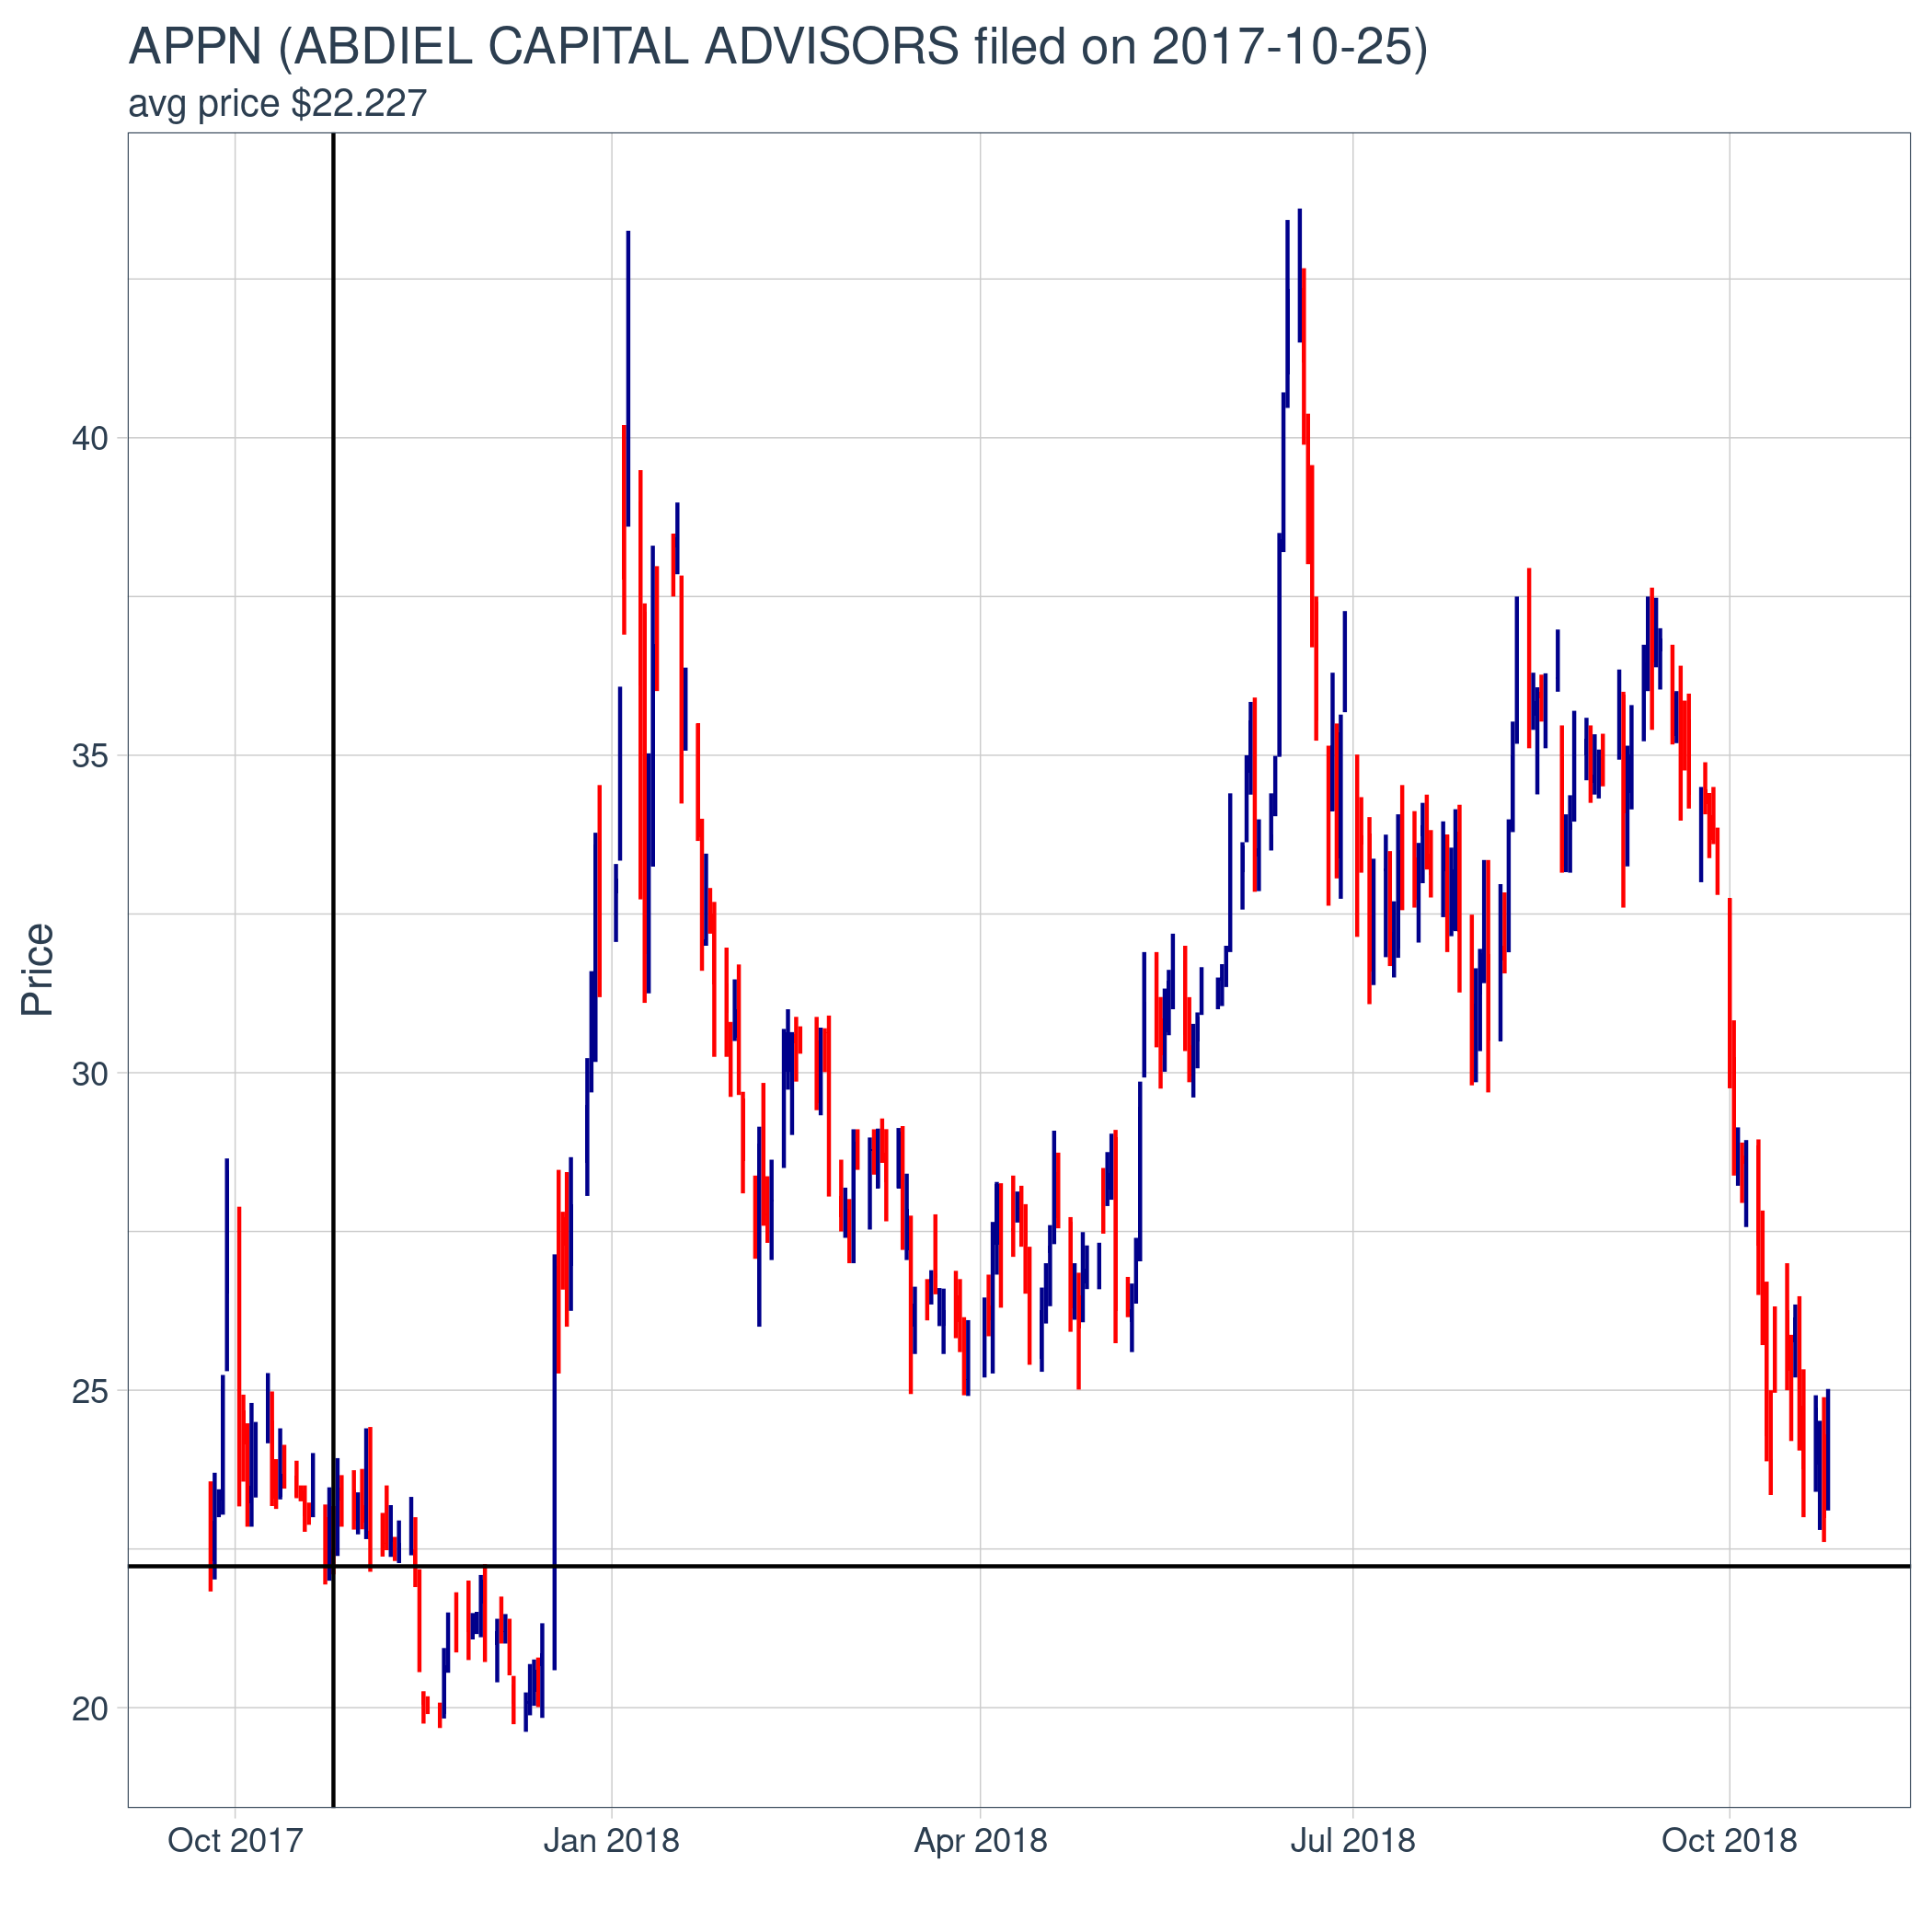 APPN (ABDIEL CAPITAL ADVISORS filed on 2017-10-25)
avg price $22.227
Price
40
35
30
25
20
Oct 2017
Jan 2018
Apr 2018
Jul 2018
Oct 2018